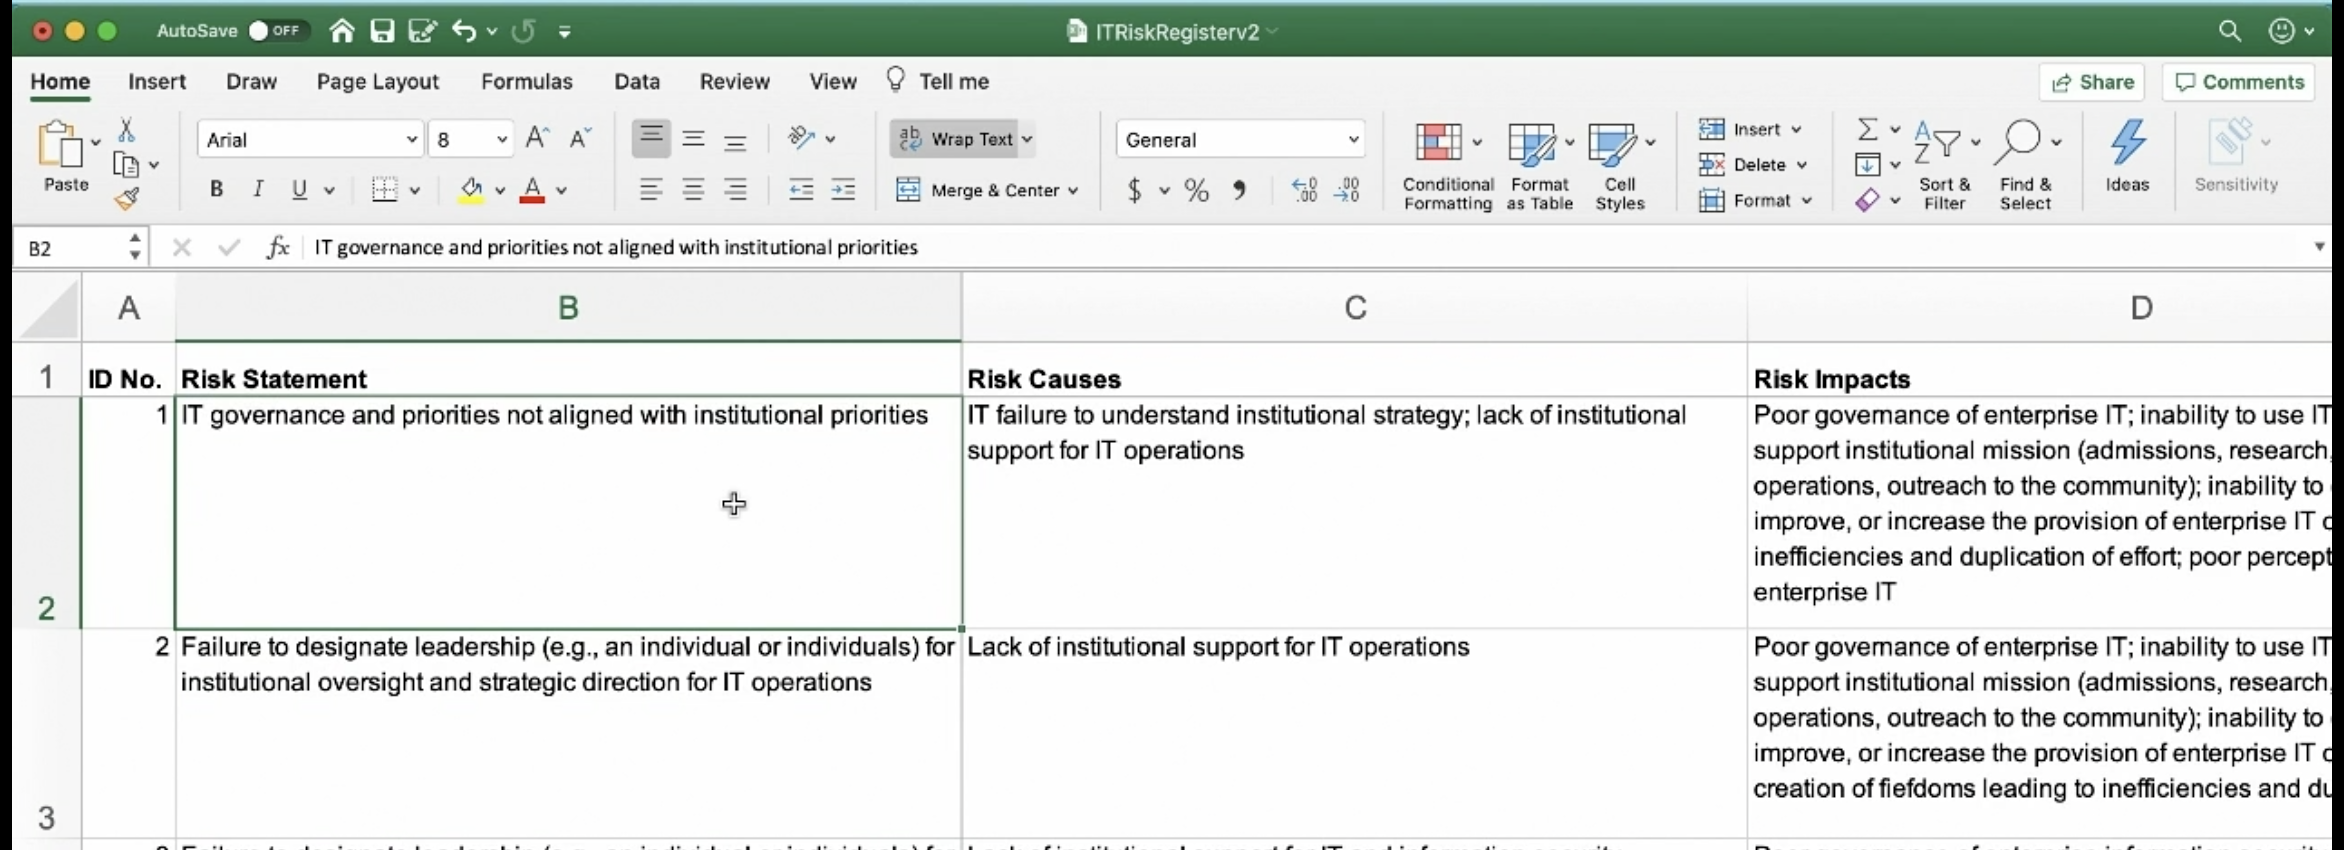 AutoSave OFF
ITRiskRegisterv2
Home Insert Draw Page Layout Formulas Data Review View Tell me
Share Comments
Paste
Arial 8
B I U
Wrap Text
Merge & Center
General
$ %
Conditional Formatting
Format as Table
Cell Styles
Insert
Delete
Format
Sort & Filter
Find & Select
Ideas
Sensitivity
B2 fx IT governance and priorities not aligned with institutional priorities
A B C D
1 ID No. Risk Statement Risk Causes Risk Impacts
1 IT governance and priorities not aligned with institutional priorities
IT failure to understand institutional strategy; lack of institutional
support for IT operations
Poor governance of enterprise IT; inability to use IT
support institutional mission (admissions, research,
operations, outreach to the community); inability to
improve, or increase the provision of enterprise IT
inefficiencies and duplication of effort; poor percept
enterprise IT
2
2 Failure to designate leadership (e.g., an individual or individuals) for
institutional oversight and strategic direction for IT operations
Lack of institutional support for IT operations
Poor governance of enterprise IT; inability to use IT
support institutional mission (admissions, research,
operations, outreach to the community); inability to
improve, or increase the provision of enterprise IT
creation of fiefdoms leading to inefficiencies and du
3